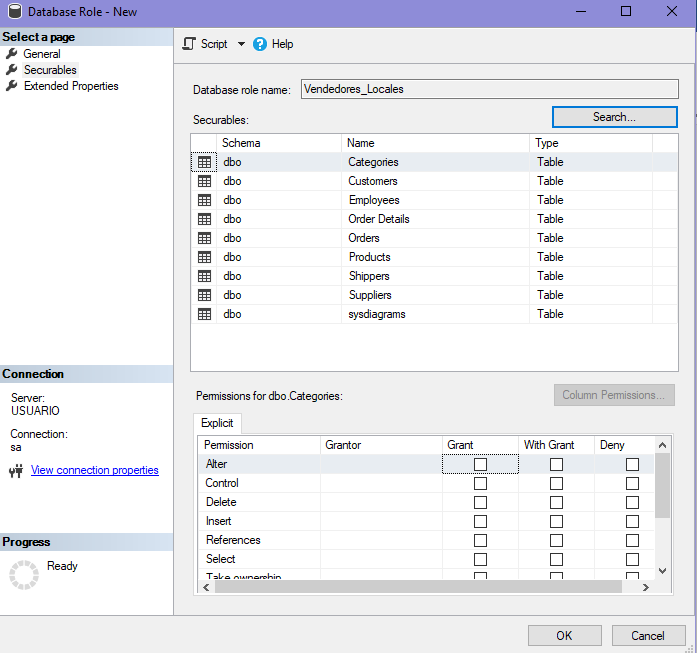 Database Role - New
Select a page
General
Securables
Extended Properties
Script
Help
Database role name: Vendedores_Locales
Securables: Search...
Schema Name Type
dbo Categories Table
dbo Customers Table
dbo Employees Table
dbo Order Details Table
dbo Orders Table
dbo Products Table
dbo Shippers Table
dbo Suppliers Table
dbo sysdiagrams Table
Connection
Server:
USUARIO
Connection:
sa
View connection properties
Progress
Ready
Permissions for dbo.Categories: Column Permissions...
Explicit
Permission Grantor Grant With Grant Deny
Alter
Control
Delete
Insert
References
Select
Take ownership
OK Cancel